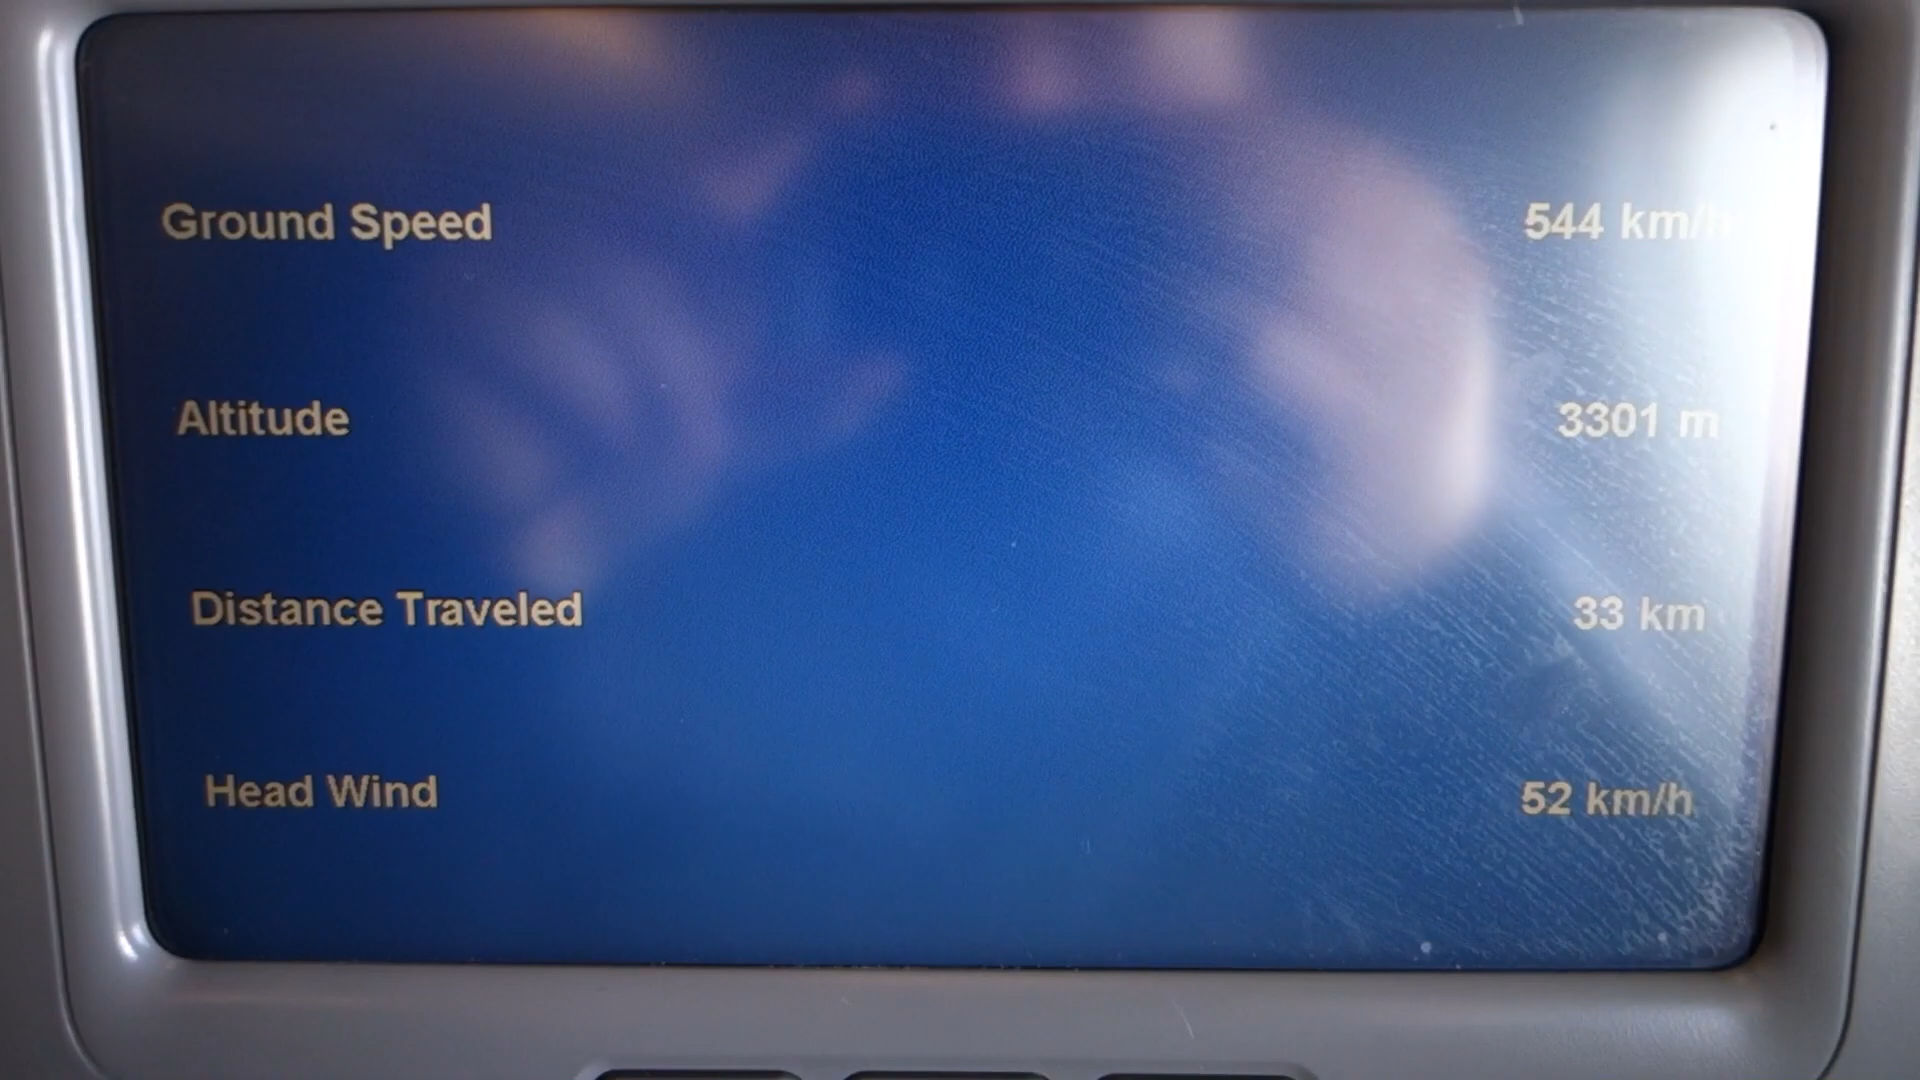 Ground Speed 544 km/h
Altitude 3301 m
Distance Traveled 33 km
Head Wind 52 km/h